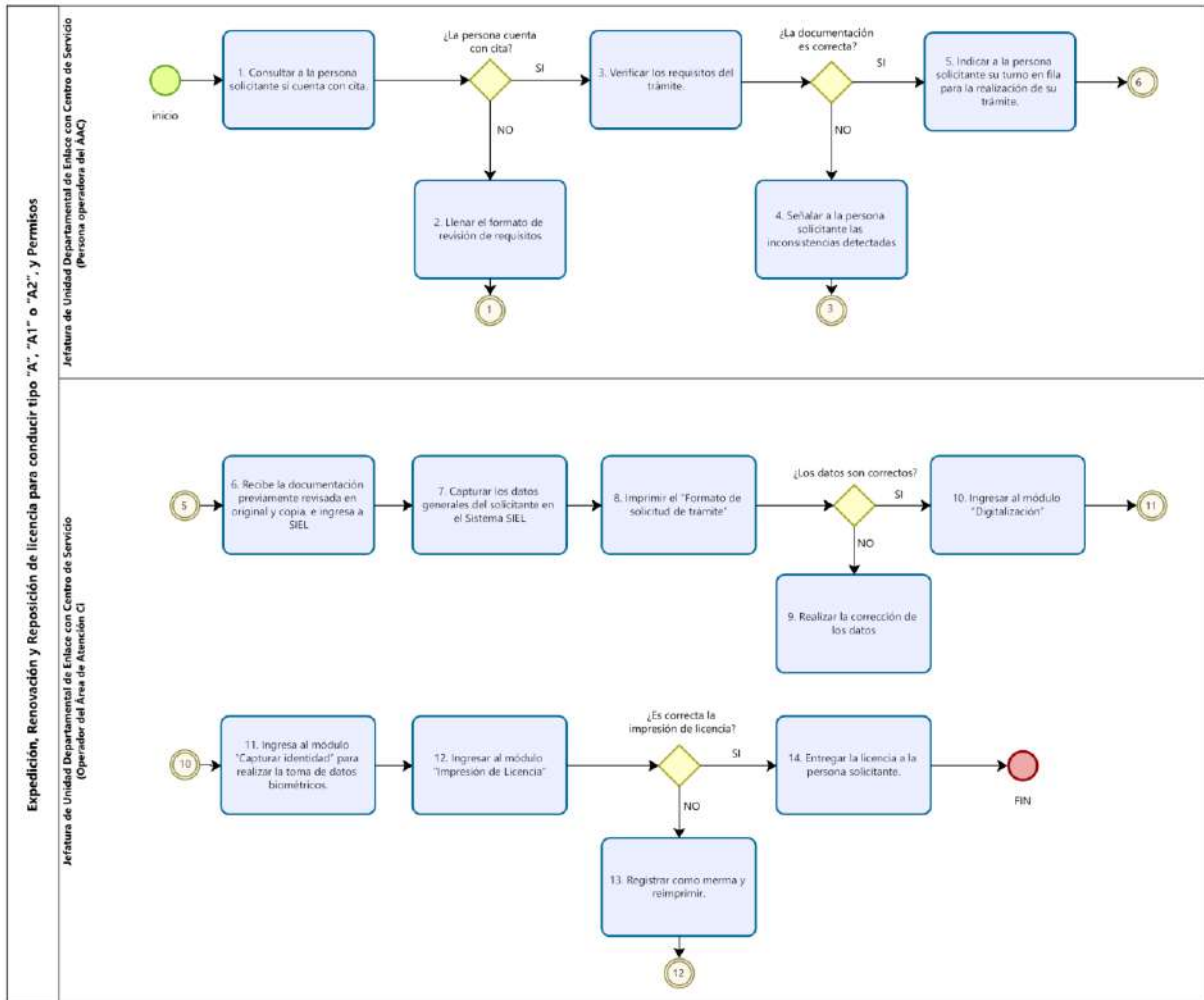 Expedición, Renovación y Reposición de licencia para conducir tipo "A", "A1" o "A2", y Permisos
Jefatura de Unidad Departamental de Enlace con Centro de Servicio
(Persona operadora del ÁAC)
inicio
1. Consultar a la persona
solicitante si cuenta con cita.
¿La persona cuenta
con cita?
SI
NO
2. Llenar el formato de
revisión de requisitos
1
3. Verificar los requisitos del
trámite.
¿La documentación
es correcta?
SI
NO
4. Señalar a la persona
solicitante las
inconsistencias detectadas
3
5. Indicar a la persona
solicitante su turno en fila
para la realización de su
trámite.
6
Jefatura de Unidad Departamental de Enlace con Centro de Servicio
(Operador del Área de Atención Ci
5
6. Recibe la documentación
previamente revisada en
original y copia. e ingresa a
SIEL
7. Capturar los datos
generales del solicitante en
el Sistema SIEL
8. Imprimir el "Formato de
solicitud de trámite"
¿Los datos son correctos?
SI
NO
9. Realizar la corrección de
los datos
10. Ingresar al módulo
"Digitalización"
11
10
11. Ingresa al módulo
"Capturar identidad" para
realizar la toma de datos
biométricos.
12. Ingresar al módulo
"Impresión de Licencia"
¿Es correcta la
impresión de licencia?
SI
NO
13. Registrar como merma y
reimprimir.
12
14. Entregar la licencia a la
persona solicitante.
FIN